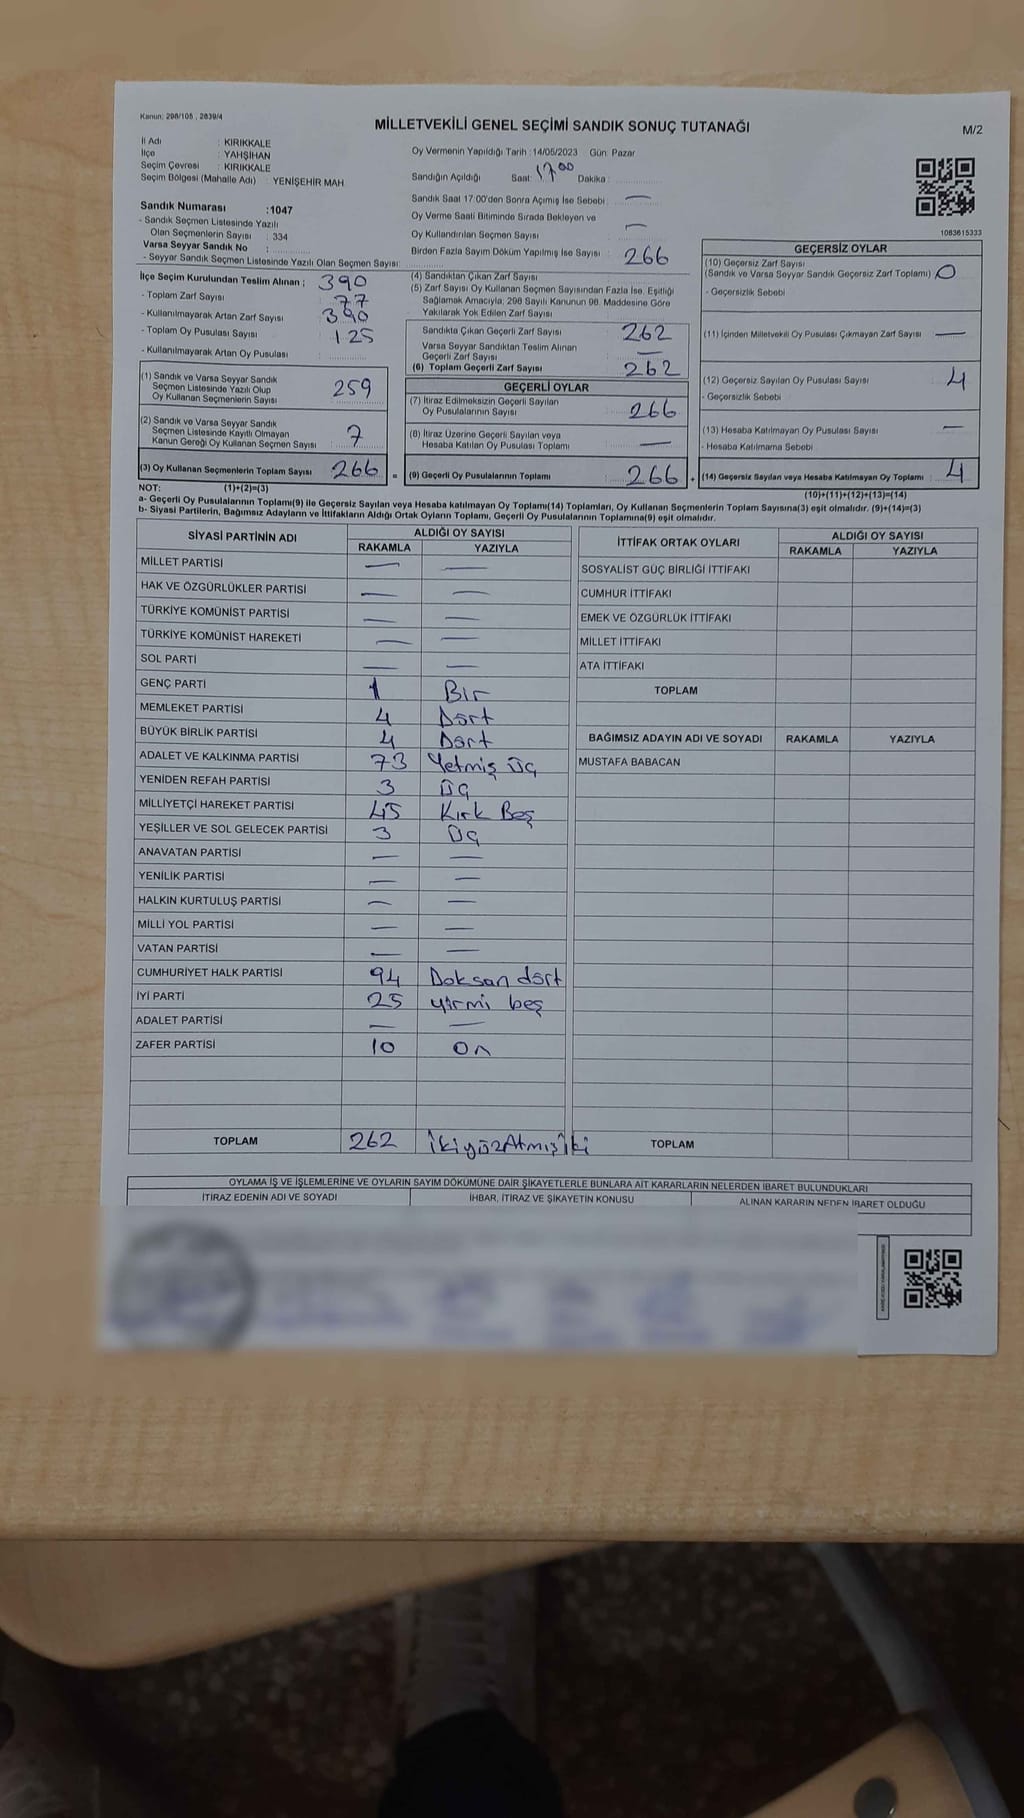 Kanun: 298/105 , 2839/4
MİLLETVEKİLİ GENEL SEÇİMİ SANDIK SONUÇ TUTANAĞI
M/2
İl Adı : KIRIKKALE
İlçe : YAHŞİHAN
Seçim Çevresi : KIRIKKALE
Seçim Bölgesi (Mahalle Adı) : YENİŞEHİR MAH.
Sandık Numarası :1047
- Sandık Seçmen Listesinde Yazılı
Olan Seçmenlerin Sayısı : 334
Varsa Seyyar Sandık No :
- Seyyar Sandık Seçmen Listesinde Yazılı Olan Seçmen Sayısı:
Oy Vermenin Yapıldığı Tarih :14/05/2023 Gün: Pazar
Sandığın Açıldığı Saat: 17 00 Dakika :
Sandık Saat 17:00'den Sonra Açımış İse Sebebi : —
Oy Verme Saati Bitiminde Sırada Bekleyen ve
Oy Kullandırılan Seçmen Sayısı : —
Birden Fazla Sayım Döküm Yapılmış İse Sayısı :
1083615333
İlçe Seçim Kurulundan Teslim Alınan ;
- Toplam Zarf Sayısı : 390
- Kullanılmayarak Artan Zarf Sayısı : 77
- Toplam Oy Pusulası Sayısı : 390
- Kullanılmayarak Artan Oy Pusulası : 125
(4) Sandıktan Çıkan Zarf Sayısı : 266
(5) Zarf Sayısı Oy Kullanan Seçmen Sayısından Fazla İse, Eşitliği
Sağlamak Amacıyla, 298 Sayılı Kanunun 98. Maddesine Göre
Yakılarak Yok Edilen Zarf Sayısı :
Sandıkta Çıkan Geçerli Zarf Sayısı : 262
Varsa Seyyar Sandıktan Teslim Alınan
Geçerli Zarf Sayısı : —
(6) Toplam Geçerli Zarf Sayısı : 262
GEÇERSİZ OYLAR
(10) Geçersiz Zarf Sayısı
(Sandık ve Varsa Seyyar Sandık Geçersiz Zarf Toplamı) : 0
- Geçersizlik Sebebi :
(11) İçinden Milletvekili Oy Pusulası Çıkmayan Zarf Sayısı : —
(12) Geçersiz Sayılan Oy Pusulası Sayısı : 4
- Geçersizlik Sebebi :
(13) Hesaba Katılmayan Oy Pusulası Sayısı : —
- Hesaba Katılmama Sebebi :
(14) Geçersiz Sayılan veya Hesaba Katılmayan Oy Toplamı : 4
(10)+(11)+(12)+(13)=(14)
(1) Sandık ve Varsa Seyyar Sandık
Seçmen Listesinde Yazılı Olup
Oy Kullanan Seçmenlerin Sayısı : 259
(2) Sandık ve Varsa Seyyar Sandık
Seçmen Listesinde Kayıtlı Olmayan
Kanun Gereği Oy Kullanan Seçmen Sayısı : 7
(3) Oy Kullanan Seçmenlerin Toplam Sayısı : 266 =
GEÇERLİ OYLAR
(7) İtiraz Edilmeksizin Geçerli Sayılan
Oy Pusulalarının Sayısı : 266
(8) İtiraz Üzerine Geçerli Sayılan veya
Hesaba Katılan Oy Pusulası Toplamı : —
(9) Geçerli Oy Pusulalarının Toplamı : 266 +
NOT: (1)+(2)=(3)
a- Geçerli Oy Pusulalarının Toplamı(9) ile Geçersiz Sayılan veya Hesaba katılmayan Oy Toplamı(14) Toplamları, Oy Kullanan Seçmenlerin Toplam Sayısına(3) eşit olmalıdır. (9)+(14)=(3)
b- Siyasi Partilerin, Bağımsız Adayların ve İttifakların Aldığı Ortak Oyların Toplamı, Geçerli Oy Pusulalarının Toplamına(9) eşit olmalıdır.
SİYASİ PARTİNİN ADI ALDIĞI OY SAYISI
RAKAMLA YAZIYLA
MİLLET PARTİSİ — —
HAK VE ÖZGÜRLÜKLER PARTİSİ — —
TÜRKİYE KOMÜNİST PARTİSİ — —
TÜRKİYE KOMÜNİST HAREKETİ — —
SOL PARTİ — —
GENÇ PARTİ 1 Bir
MEMLEKET PARTİSİ 4 Dört
BÜYÜK BİRLİK PARTİSİ 4 Dört
ADALET VE KALKINMA PARTİSİ 73 Yetmiş Üç
YENİDEN REFAH PARTİSİ 3 Üç
MİLLİYETÇİ HAREKET PARTİSİ 45 Kırk Beş
YEŞİLLER VE SOL GELECEK PARTİSİ 3 Üç
ANAVATAN PARTİSİ — —
YENİLİK PARTİSİ — —
HALKIN KURTULUŞ PARTİSİ — —
MİLLİ YOL PARTİSİ — —
VATAN PARTİSİ — —
CUMHURİYET HALK PARTİSİ 94 Doksan dört
İYİ PARTİ 25 yirmi beş
ADALET PARTİSİ — —
ZAFER PARTİSİ 10 On
TOPLAM 262 İkiyüzAtmışİki
İTTİFAK ORTAK OYLARI ALDIĞI OY SAYISI
RAKAMLA YAZIYLA
SOSYALİST GÜÇ BİRLİĞİ İTTİFAKI
CUMHUR İTTİFAKI
EMEK VE ÖZGÜRLÜK İTTİFAKI
MİLLET İTTİFAKI
ATA İTTİFAKI
TOPLAM
BAĞIMSIZ ADAYIN ADI VE SOYADI RAKAMLA YAZIYLA
MUSTAFA BABACAN
TOPLAM
OYLAMA İŞ VE İŞLEMLERİNE VE OYLARIN SAYIM DÖKÜMÜNE DAİR ŞİKAYETLERLE BUNLARA AİT KARARLARIN NELERDEN İBARET BULUNDUKLARI
İTİRAZ EDENİN ADI VE SOYADI İHBAR, İTİRAZ VE ŞİKAYETİN KONUSU ALINAN KARARIN NEDEN İBARET OLDUĞU